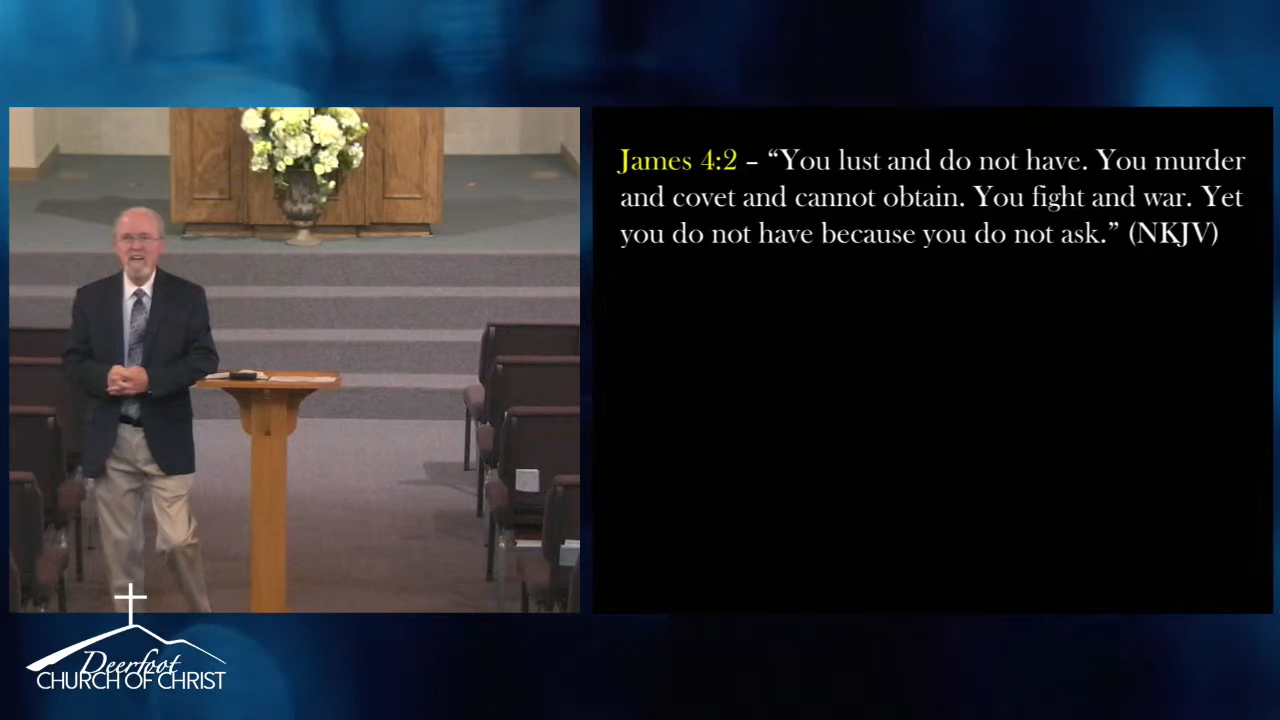 James 4:2 – “You lust and do not have. You murder
and covet and cannot obtain. You fight and war. Yet
you do not have because you do not ask.” (NKJV)
Deerfoot
CHURCH OF CHRIST